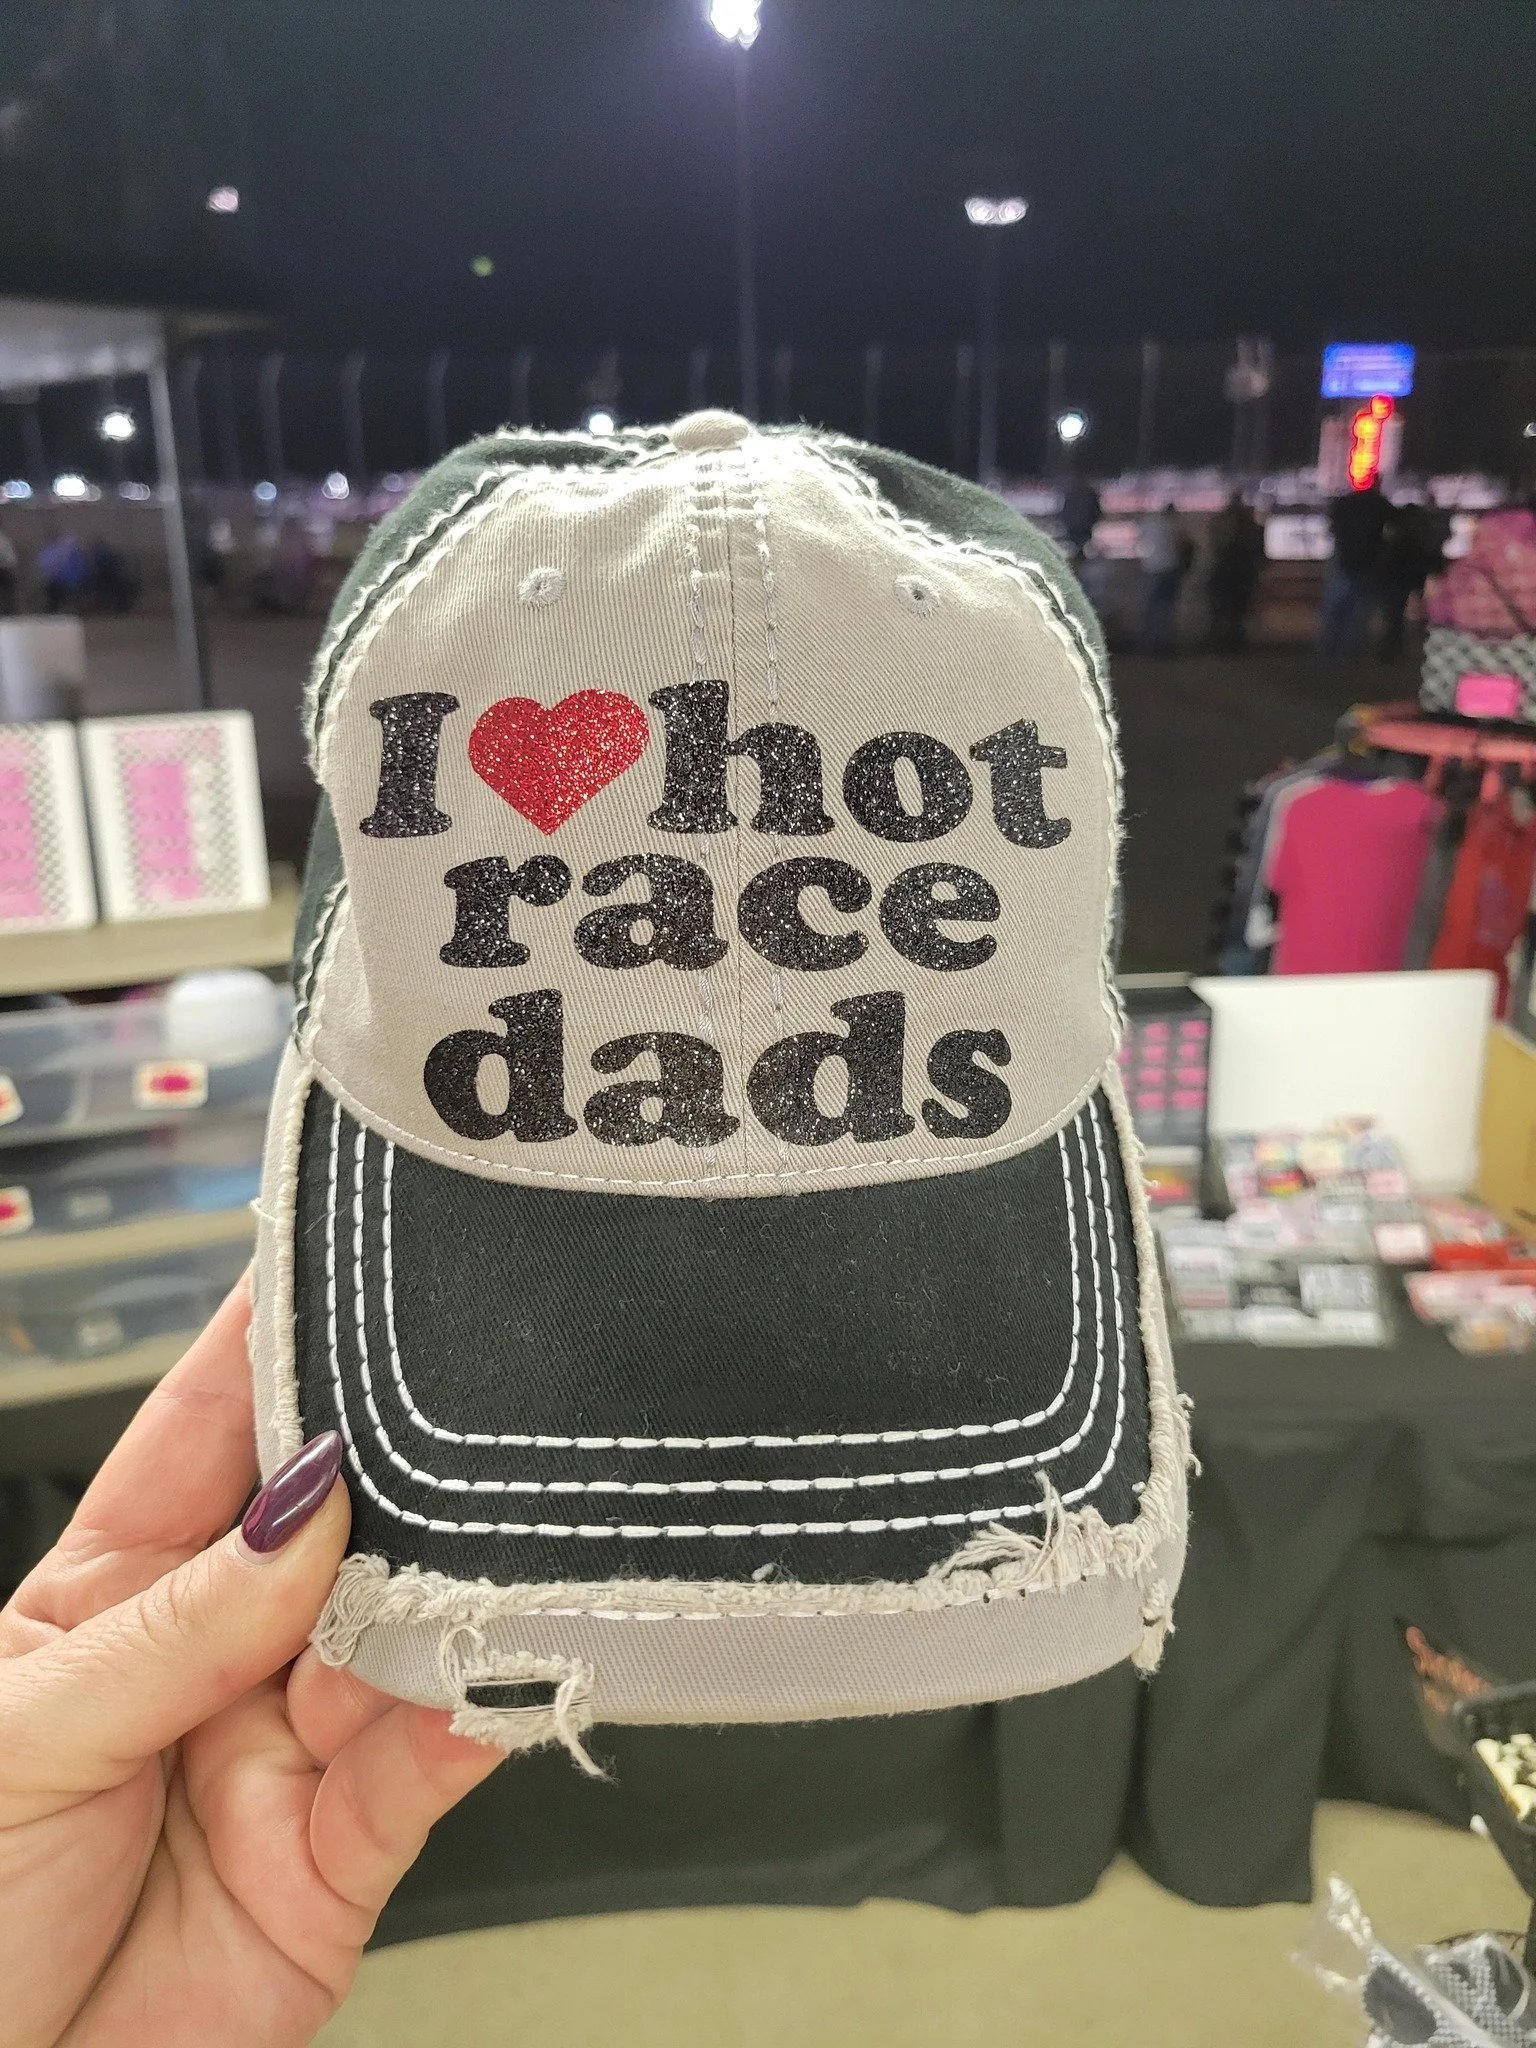 I ❤ hot
race
dads